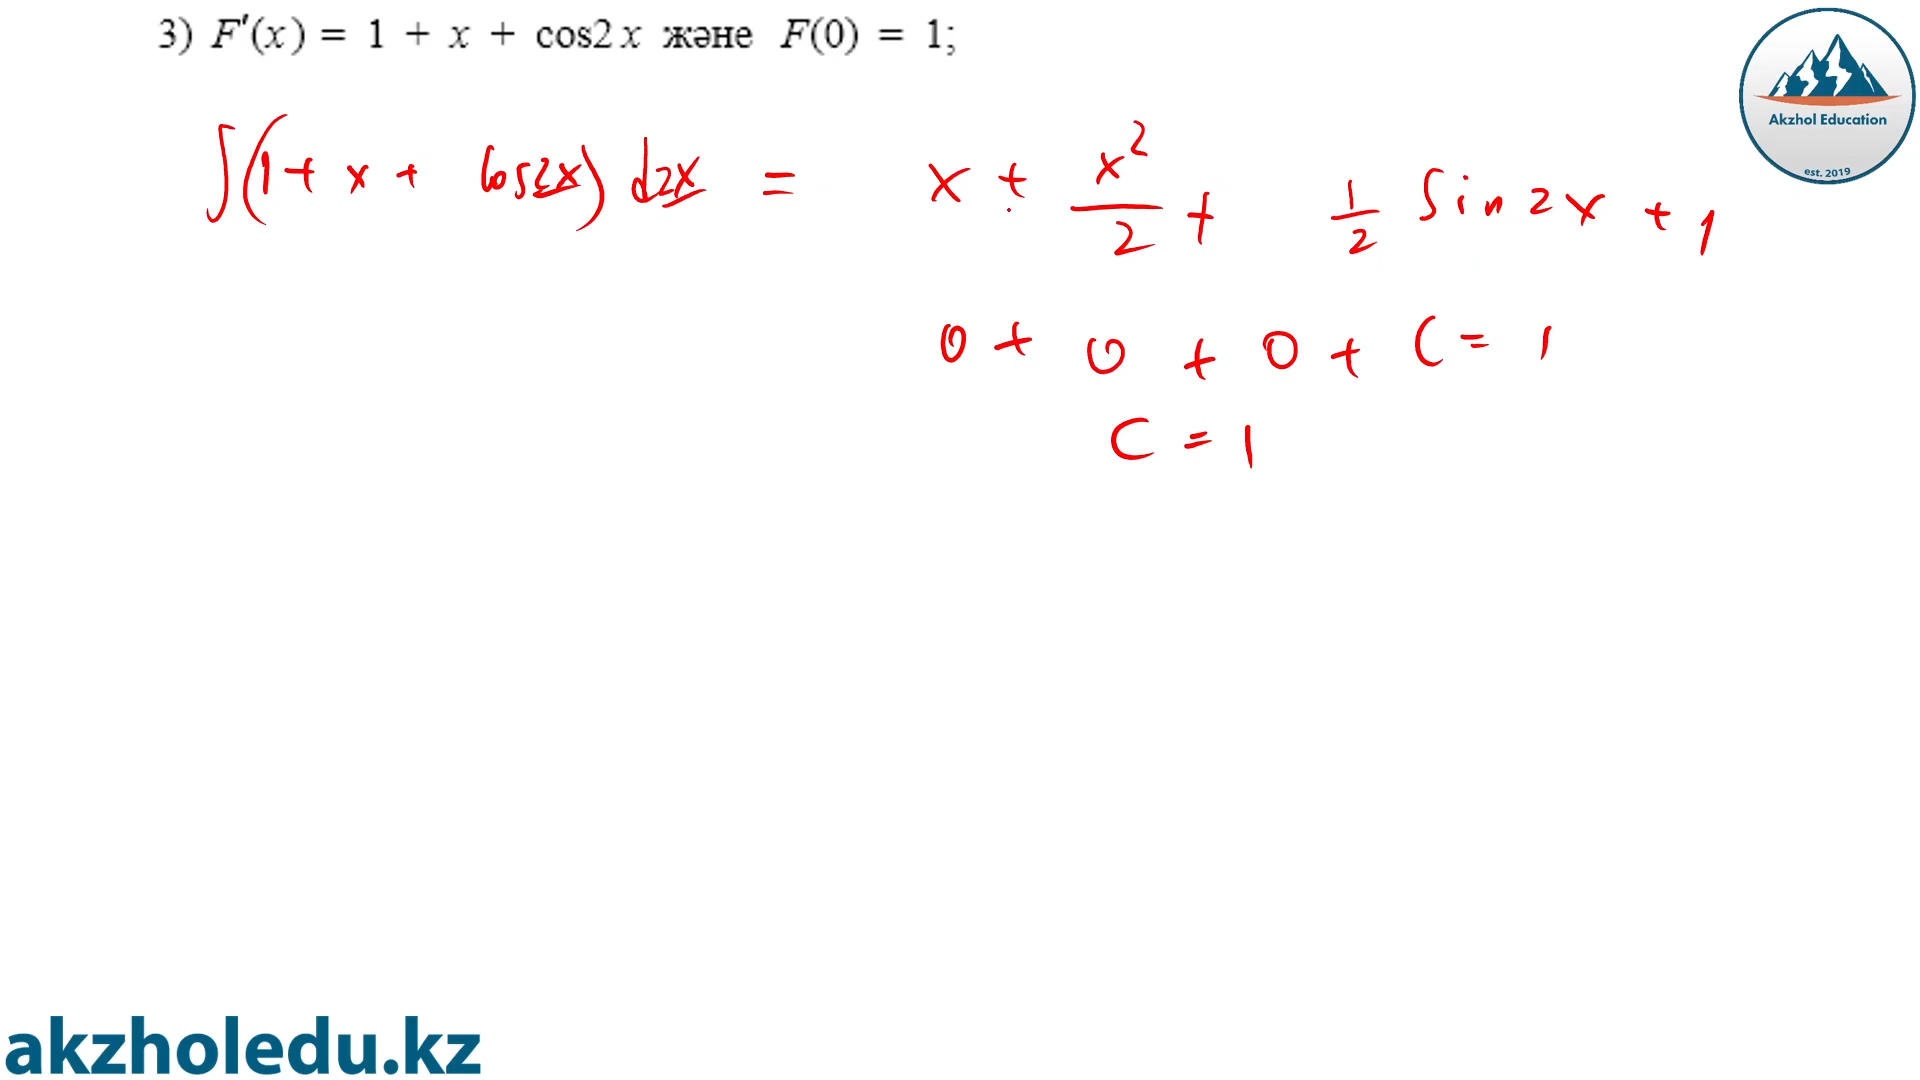 3) F′(x) = 1 + x + cos2x және F(0) = 1;
Akzhol Education
est. 2019
∫(1 + x + cos2x) d2x = x + x²/2 + 1/2 sin2x + 1
0 + 0 + 0 + C = 1
C = 1
akzholedu.kz